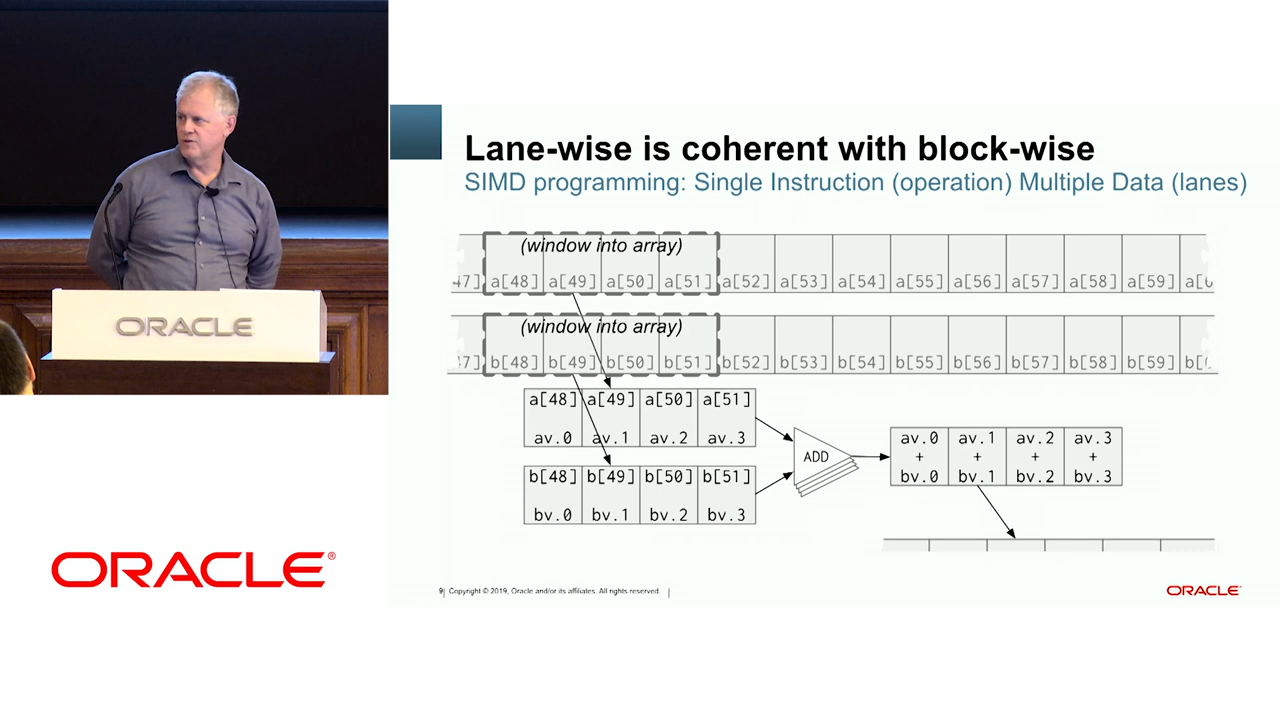 ORACLE
ORACLE®
Lane-wise is coherent with block-wise
SIMD programming: Single Instruction (operation) Multiple Data (lanes)
(window into array)
47] a[48] a[49] a[50] a[51] a[52] a[53] a[54] a[55] a[56] a[57] a[58] a[59]
(window into array)
47] b[48] b[49] b[50] b[51] b[52] b[53] b[54] b[55] b[56] b[57] b[58] b[59]
a[48] a[49] a[50] a[51]
av.0 av.1 av.2 av.3
b[48] b[49] b[50] b[51]
bv.0 bv.1 bv.2 bv.3
ADD
av.0 av.1 av.2 av.3
+ + + +
bv.0 bv.1 bv.2 bv.3
9| Copyright © 2019, Oracle and/or its affiliates. All rights reserved. |
ORACLE